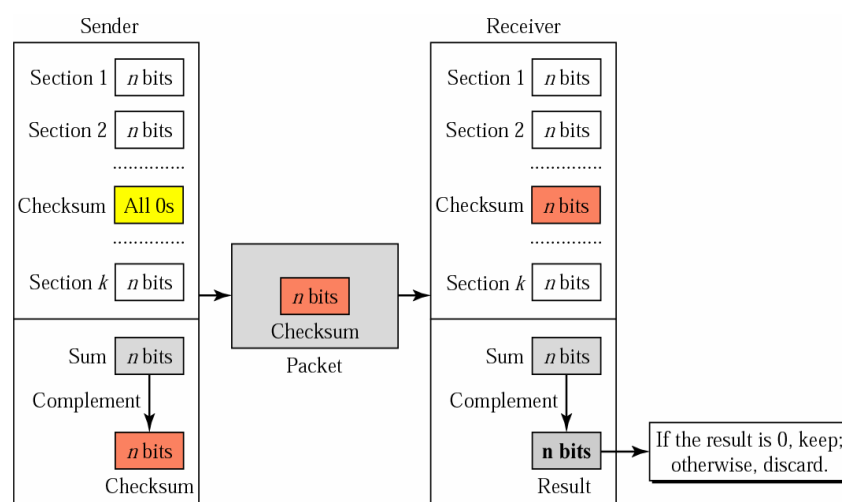 Sender
Section 1 n bits
Section 2 n bits
Checksum All 0s
Section k n bits
Sum n bits
Complement
n bits
Checksum
n bits
Checksum
Packet
Receiver
Section 1 n bits
Section 2 n bits
Checksum n bits
Section k n bits
Sum n bits
Complement
n bits
Result
If the result is 0, keep;
otherwise, discard.